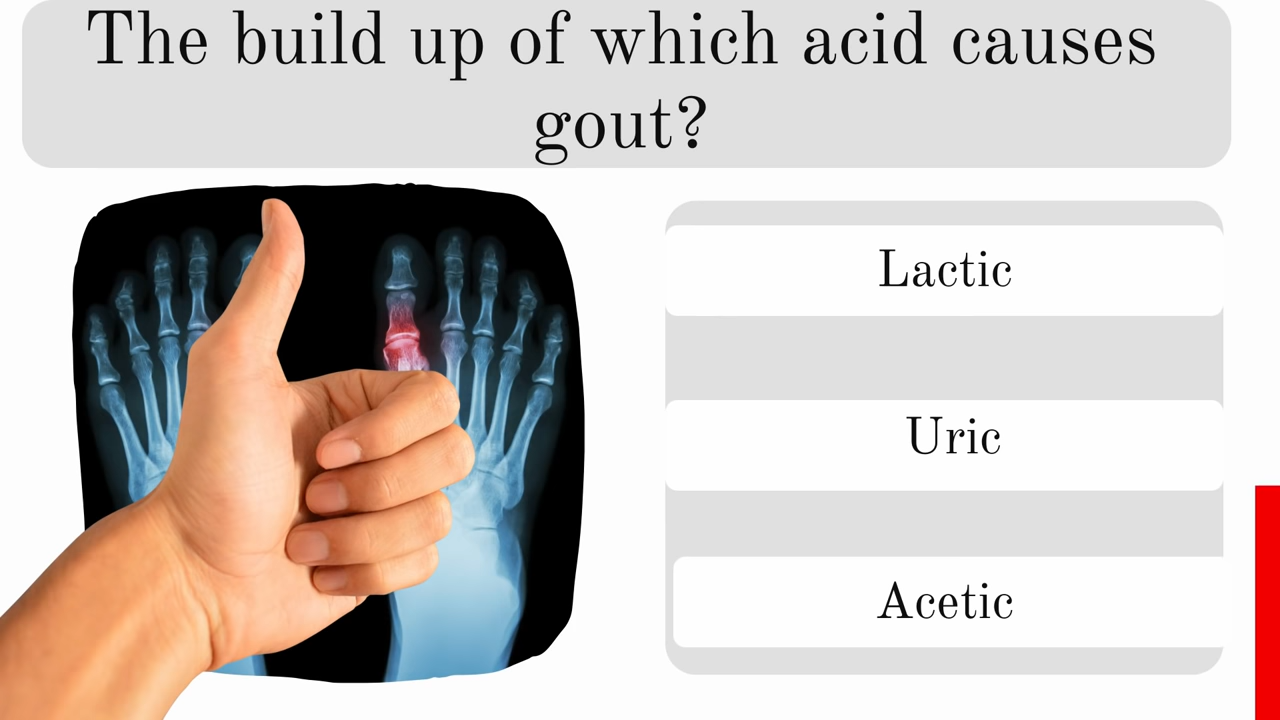 The build up of which acid causes
gout?
Lactic
Uric
Acetic